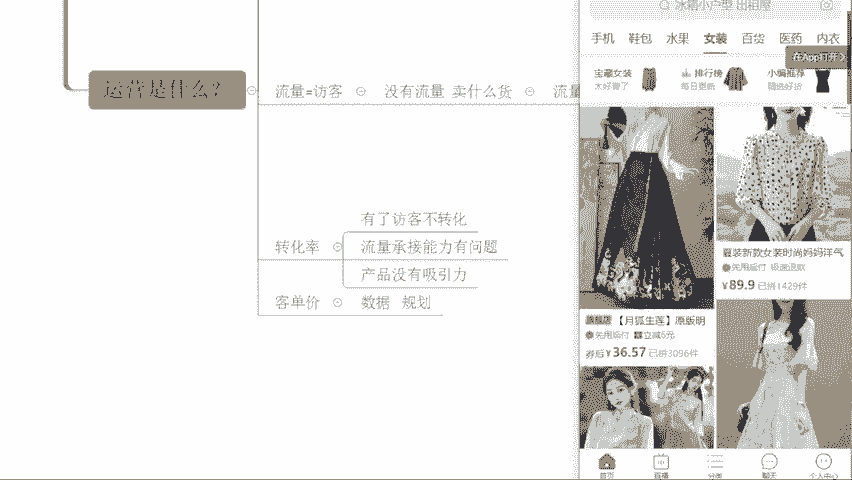 运营是什么？
流量=访客
没有流量 卖什么货
流量
转化率
有了访客不转化
流量承接能力有问题
产品没有吸引力
客单价
数据 规划
冰箱小户型 出租屋
手机 鞋包 水果 女装 百货 医药 内衣
在App打开
宝藏女装
太好看了
排行榜
每日更新
小编推荐
精选好货
旗舰店 【月狐生莲】原版明
先用后付 立减5元
券后¥36.57 已拼3096件
夏装新款女装时尚妈妈洋气
先用后付 极速退款
¥89.9 已拼1429件
首页 直播 分类 聊天 个人中心